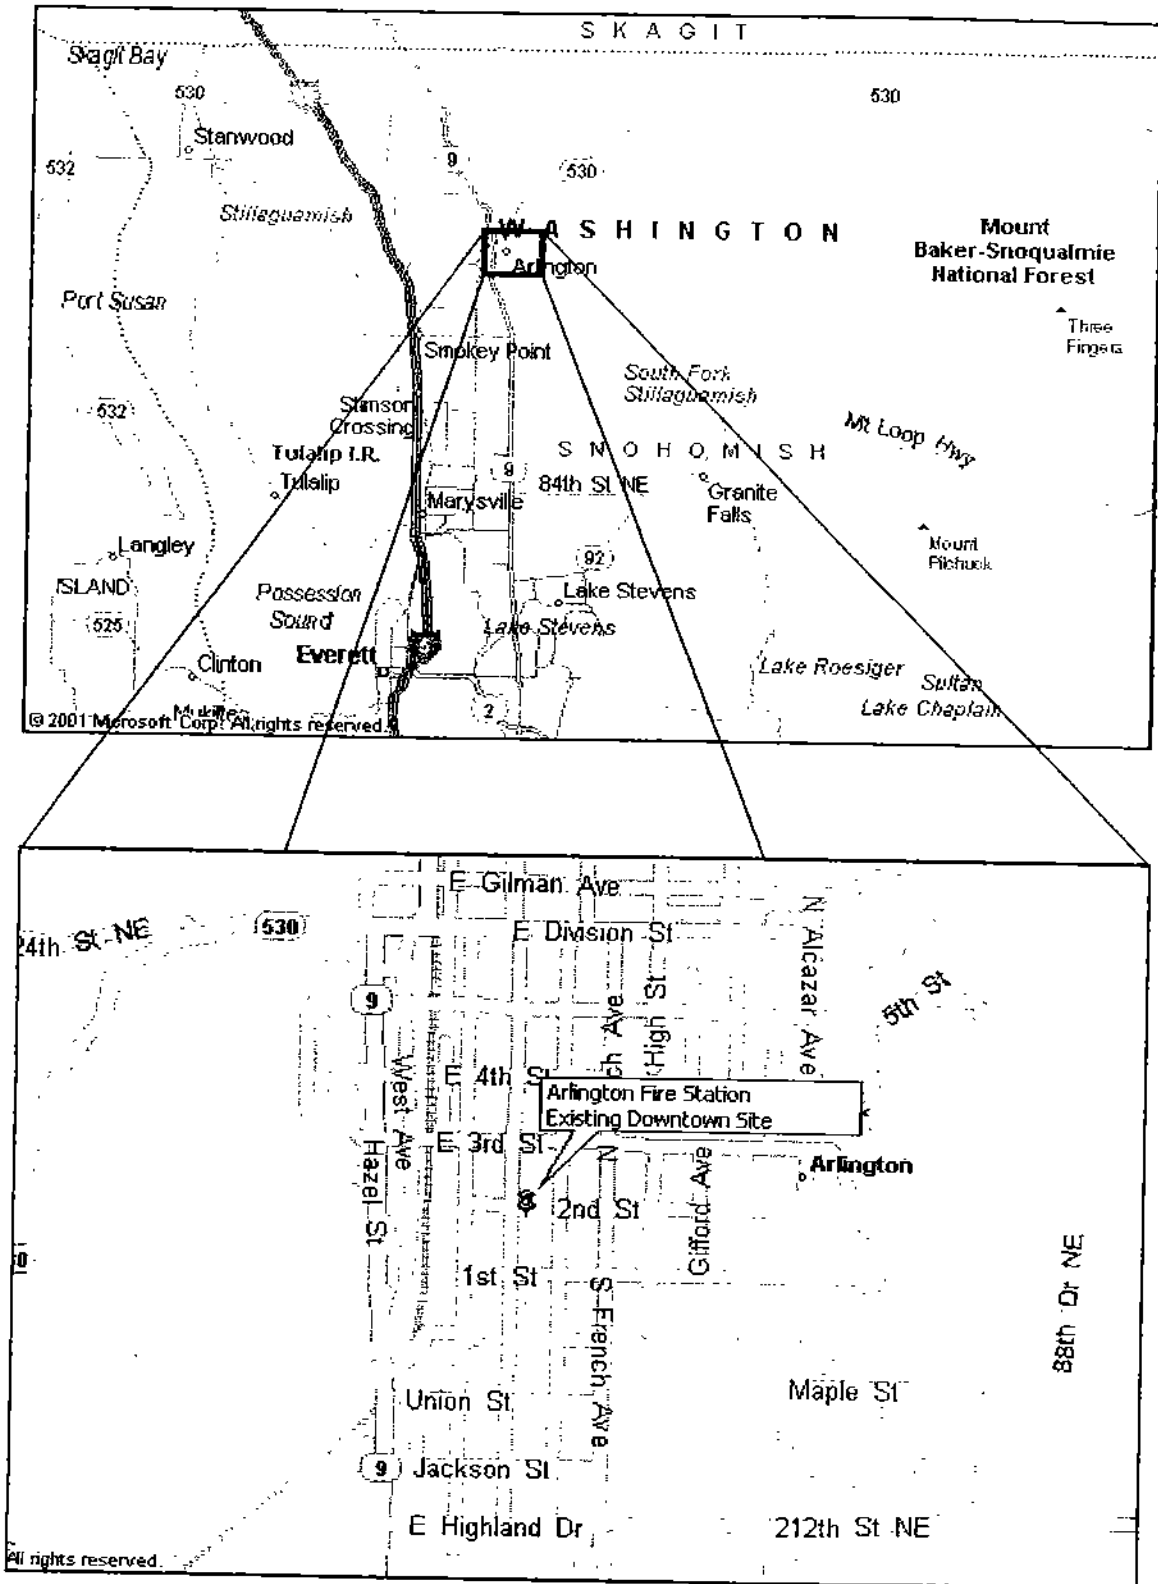 SKAGIT
Skagit Bay
530
530
Stanwood
9
532
530
Stillaguamish
WASHINGTON
Mount
Baker-Snoqualmie
National Forest
Arlington
Port Susan
Three
Fingers
Smokey Point
South Fork
Stillaguamish
532
Stimson
Crossing
Mt Loop Hwy
Tulalip I.R.
SNOHOMISH
9
Tulalip
84th St NE
Granite
Falls
Marysville
Langley
Mount
Pilchuck
92
ISLAND
Possession
Sound
Lake Stevens
525
Lake Stevens
Everett
Clinton
Lake Roesiger
Sultan
2
Lake Chaplain
© 2001 Microsoft Corp. All rights reserved.
E Gilman Ave
24th St NE
530
E Division St
N Alcazar Ave
9
5th St
High St
ch Ave
West Ave
E 4th St
Arlington Fire Station
Existing Downtown Site
E 3rd St
N
Arlington
Hazel St
2nd St
Gifford Ave
1st St
S French Ave
88th Dr NE
Union St
Maple St
9
Jackson St
E Highland Dr
212th St NE
All rights reserved.